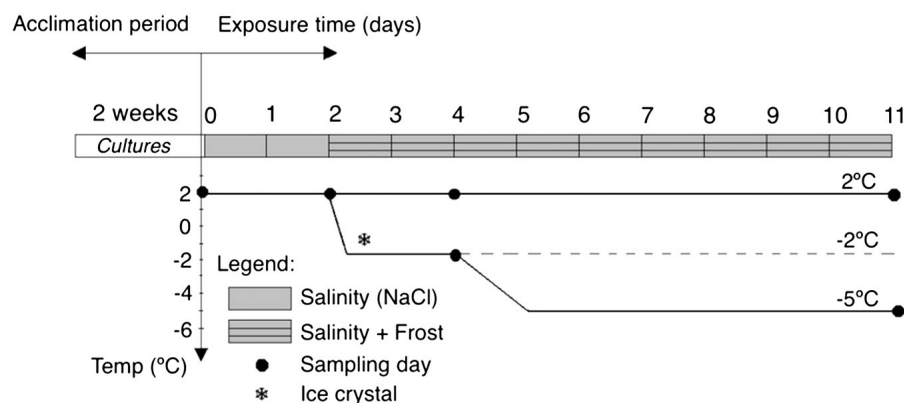 Acclimation period Exposure time (days)
2 weeks 0 1 2 3 4 5 6 7 8 9 10 11
Cultures
2 2ºC
0
-2 -2ºC
Legend:
-4 Salinity (NaCl) -5ºC
-6 Salinity + Frost
Temp (ºC) Sampling day
Ice crystal